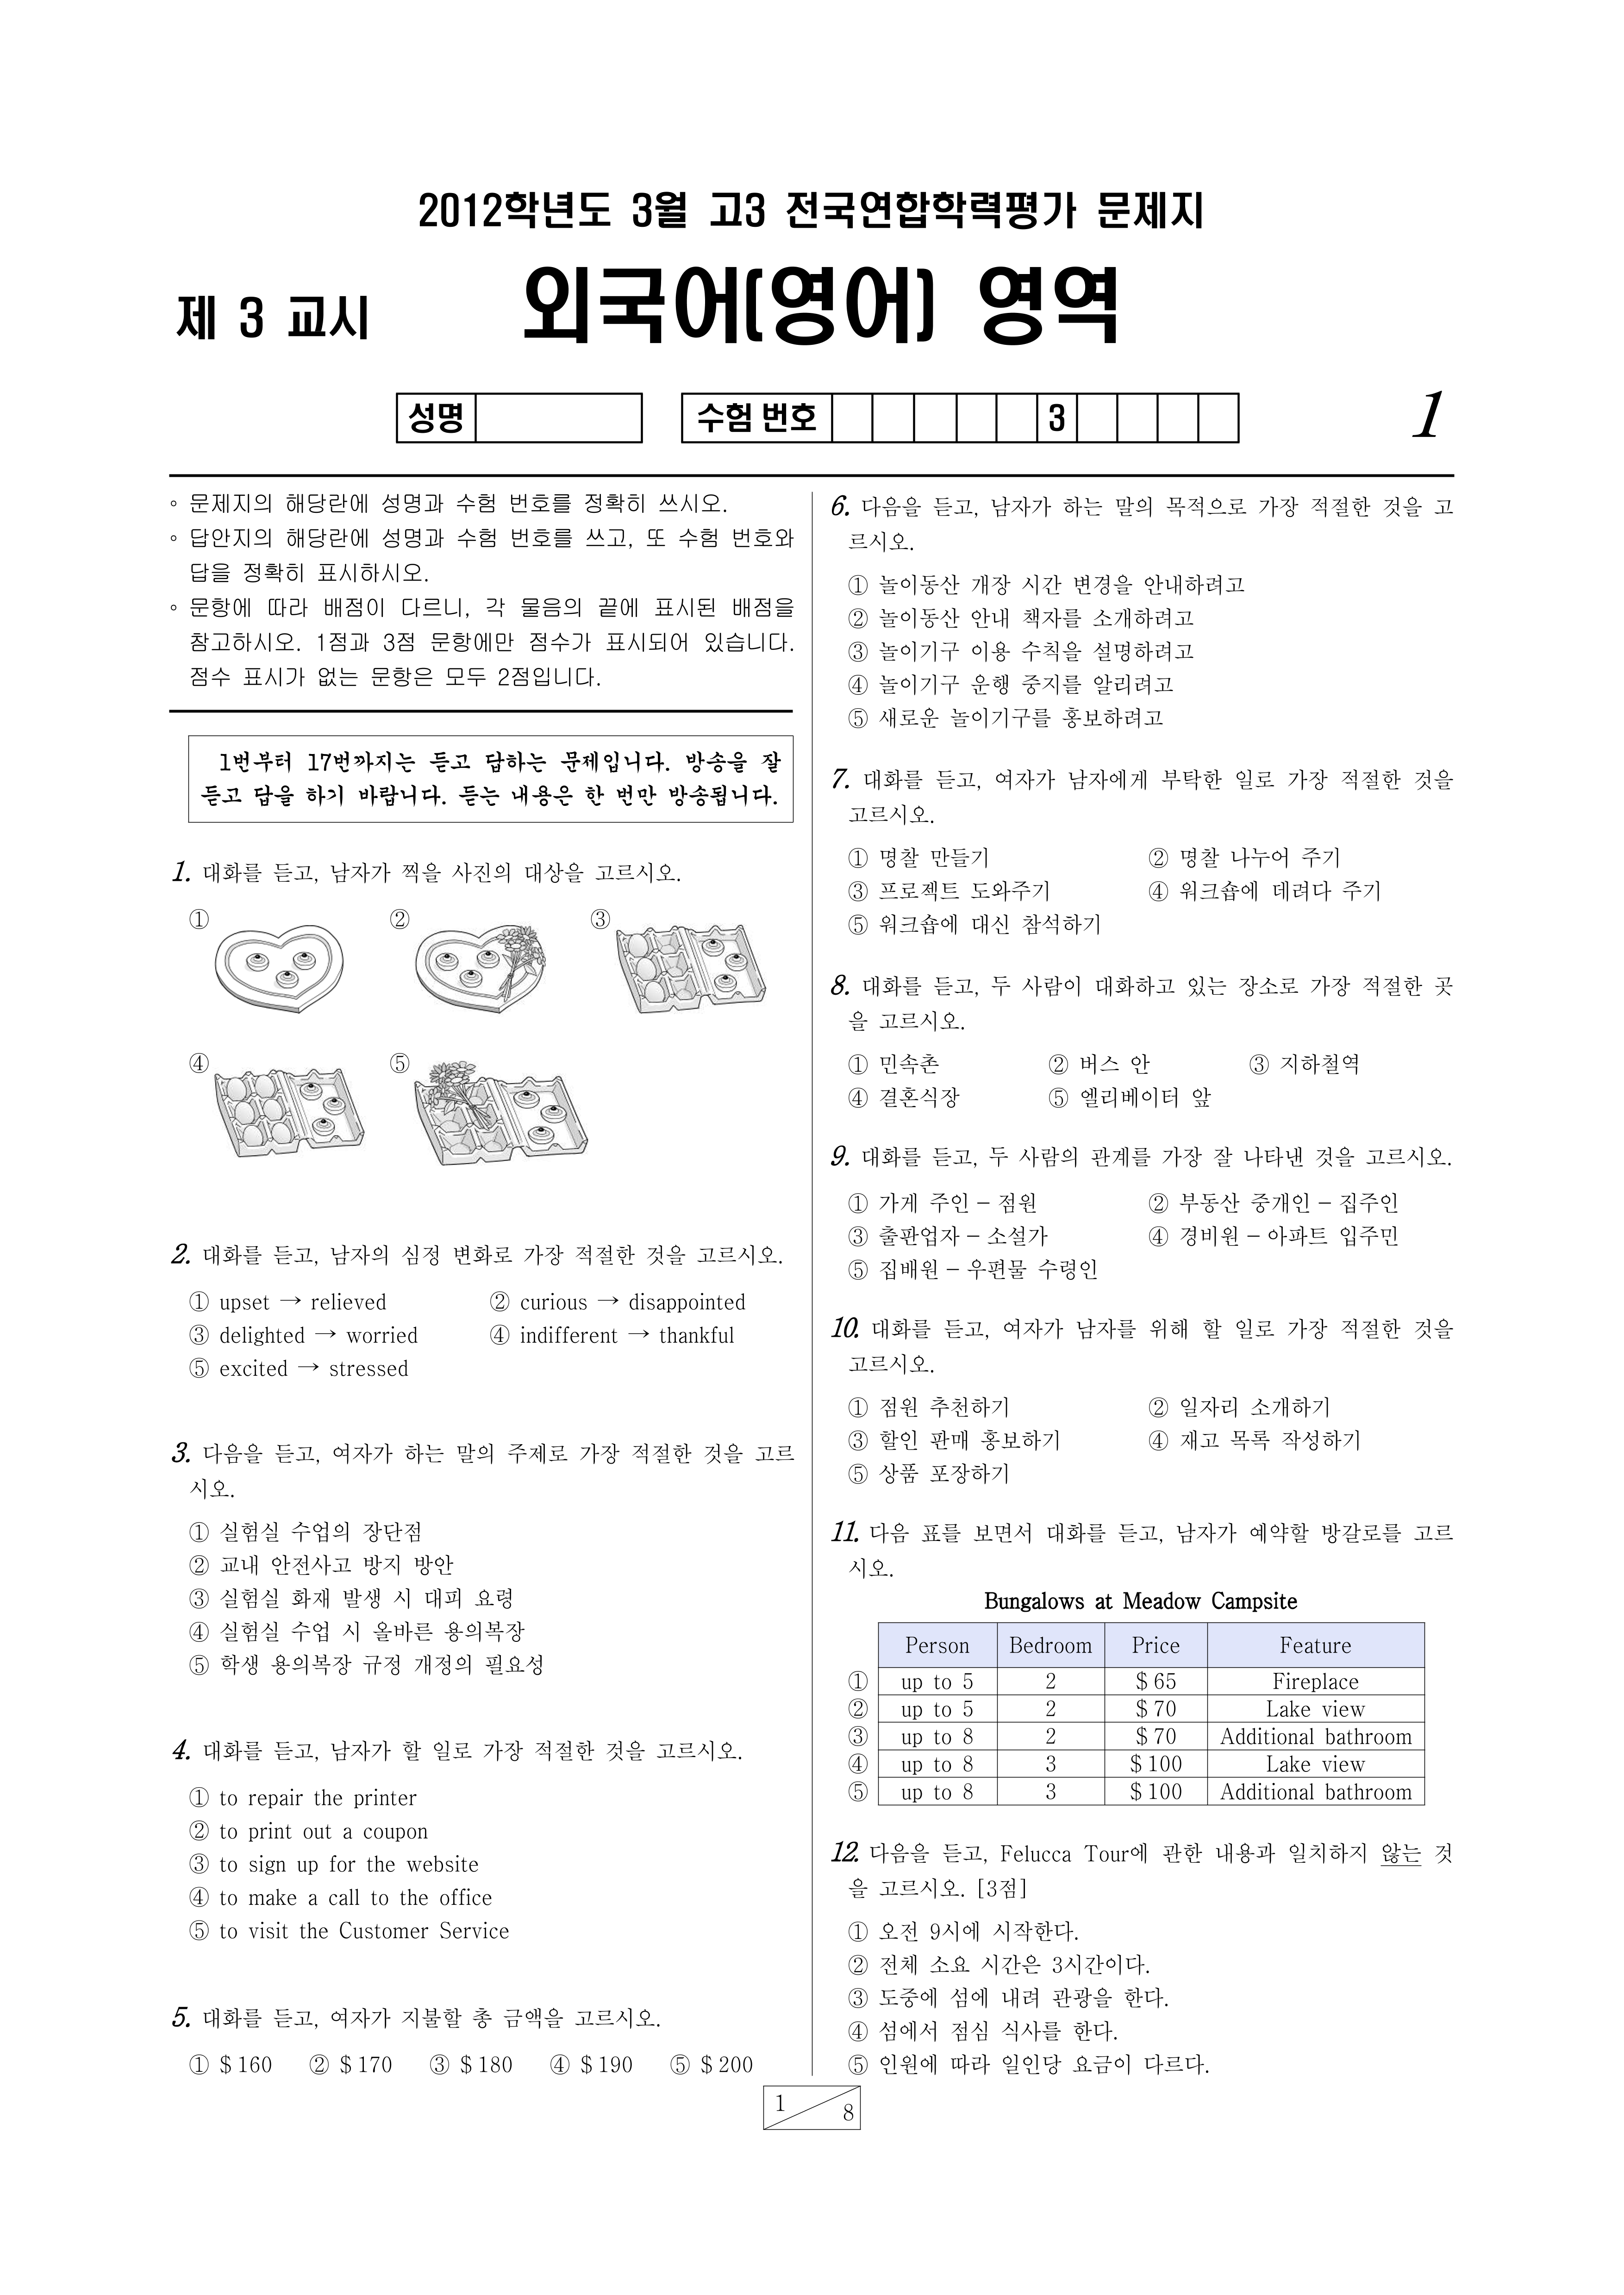 2012학년도 3월 고3 전국연합학력평가 문제지
제 3 교시
외국어(영어) 영역
성명
수험 번호
3
1
◦ 문제지의 해당란에 성명과 수험 번호를 정확히 쓰시오.
◦ 답안지의 해당란에 성명과 수험 번호를 쓰고, 또 수험 번호와
답을 정확히 표시하시오.
◦ 문항에 따라 배점이 다르니, 각 물음의 끝에 표시된 배점을
참고하시오. 1점과 3점 문항에만 점수가 표시되어 있습니다.
점수 표시가 없는 문항은 모두 2점입니다.
1번부터 17번까지는 듣고 답하는 문제입니다. 방송을 잘
듣고 답을 하기 바랍니다. 듣는 내용은 한 번만 방송됩니다.
1. 대화를 듣고, 남자가 찍을 사진의 대상을 고르시오.
① ② ③
④ ⑤
2. 대화를 듣고, 남자의 심정 변화로 가장 적절한 것을 고르시오.
① upset → relieved ② curious → disappointed
③ delighted → worried ④ indifferent → thankful
⑤ excited → stressed
3. 다음을 듣고, 여자가 하는 말의 주제로 가장 적절한 것을 고르
시오.
① 실험실 수업의 장단점
② 교내 안전사고 방지 방안
③ 실험실 화재 발생 시 대피 요령
④ 실험실 수업 시 올바른 용의복장
⑤ 학생 용의복장 규정 개정의 필요성
4. 대화를 듣고, 남자가 할 일로 가장 적절한 것을 고르시오.
① to repair the printer
② to print out a coupon
③ to sign up for the website
④ to make a call to the office
⑤ to visit the Customer Service
5. 대화를 듣고, 여자가 지불할 총 금액을 고르시오.
① $160 ② $170 ③ $180 ④ $190 ⑤ $200
6. 다음을 듣고, 남자가 하는 말의 목적으로 가장 적절한 것을 고
르시오.
① 놀이동산 개장 시간 변경을 안내하려고
② 놀이동산 안내 책자를 소개하려고
③ 놀이기구 이용 수칙을 설명하려고
④ 놀이기구 운행 중지를 알리려고
⑤ 새로운 놀이기구를 홍보하려고
7. 대화를 듣고, 여자가 남자에게 부탁한 일로 가장 적절한 것을
고르시오.
① 명찰 만들기 ② 명찰 나누어 주기
③ 프로젝트 도와주기 ④ 워크숍에 데려다 주기
⑤ 워크숍에 대신 참석하기
8. 대화를 듣고, 두 사람이 대화하고 있는 장소로 가장 적절한 곳
을 고르시오.
① 민속촌 ② 버스 안 ③ 지하철역
④ 결혼식장 ⑤ 엘리베이터 앞
9. 대화를 듣고, 두 사람의 관계를 가장 잘 나타낸 것을 고르시오.
① 가게 주인 - 점원 ② 부동산 중개인 - 집주인
③ 출판업자 - 소설가 ④ 경비원 - 아파트 입주민
⑤ 집배원 - 우편물 수령인
10. 대화를 듣고, 여자가 남자를 위해 할 일로 가장 적절한 것을
고르시오.
① 점원 추천하기 ② 일자리 소개하기
③ 할인 판매 홍보하기 ④ 재고 목록 작성하기
⑤ 상품 포장하기
11. 다음 표를 보면서 대화를 듣고, 남자가 예약할 방갈로를 고르
시오.
Bungalows at Meadow Campsite
Person Bedroom Price Feature
① up to 5 2 $65 Fireplace
② up to 5 2 $70 Lake view
③ up to 8 2 $70 Additional bathroom
④ up to 8 3 $100 Lake view
⑤ up to 8 3 $100 Additional bathroom
12. 다음을 듣고, Felucca Tour에 관한 내용과 일치하지 않는 것
을 고르시오. [3점]
① 오전 9시에 시작한다.
② 전체 소요 시간은 3시간이다.
③ 도중에 섬에 내려 관광을 한다.
④ 섬에서 점심 식사를 한다.
⑤ 인원에 따라 일인당 요금이 다르다.
1
8